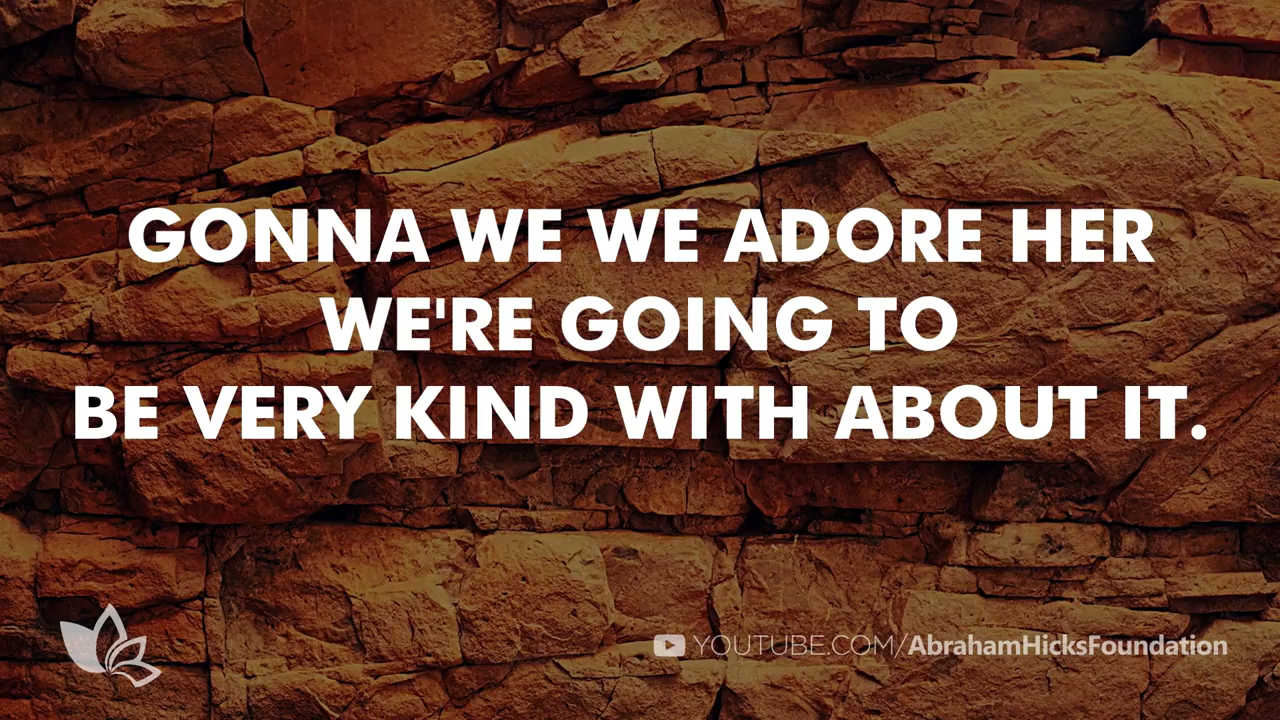 GONNA WE WE ADORE HER
WE'RE GOING TO
BE VERY KIND WITH ABOUT IT.
YOUTUBE.COM/AbrahamHicksFoundation